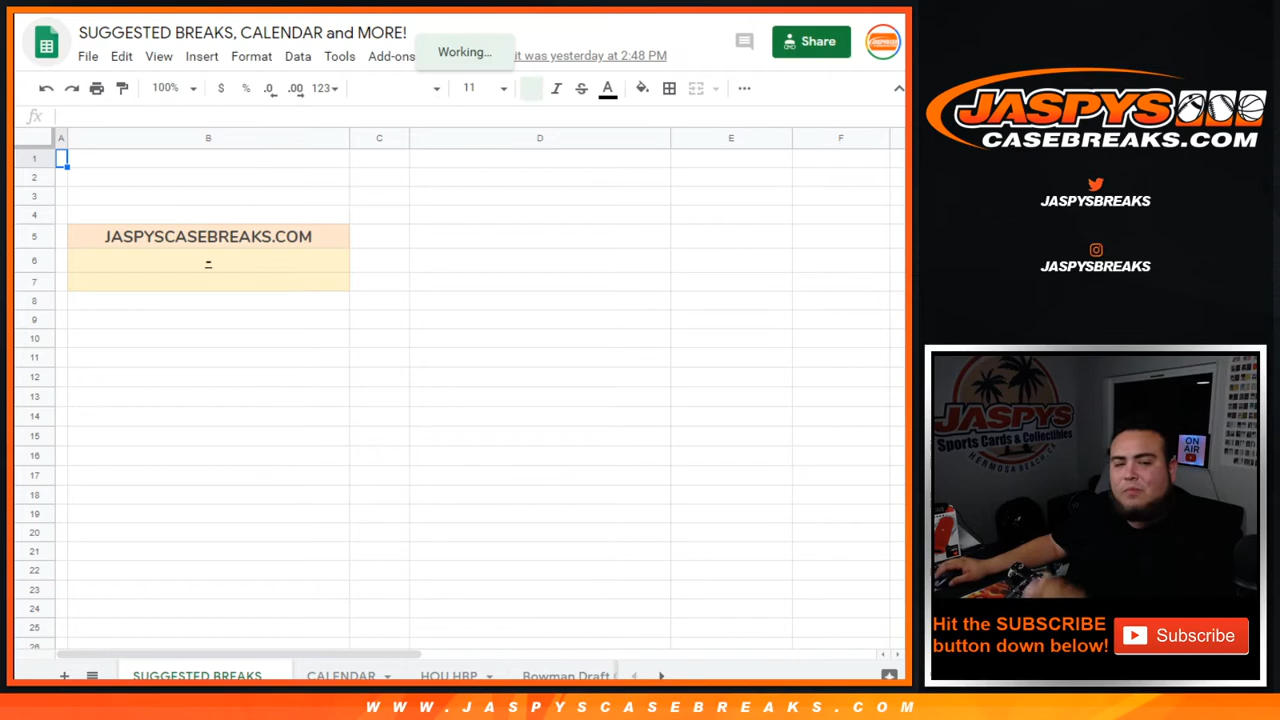 SUGGESTED BREAKS, CALENDAR and MORE!
File Edit View Insert Format Data Tools Add-ons
Working...
it was yesterday at 2:48 PM
Share
100% $ % .0 .00 123 11 A
fx
A B C D E F
1
2
3
4
5 JASPYSCASEBREAKS.COM
6 -
7
8
9
10
11
12
13
14
15
16
17
18
19
20
21
22
23
24
25
26
SUGGESTED BREAKS CALENDAR HOU HBP Bowman Draft
JASPYS
CASEBREAKS.COM
JASPYSBREAKS
JASPYSBREAKS
JASPYS
Sports Cards & Collectibles
HERMOSA BEACH, CA
ON AIR
Hit the SUBSCRIBE
button down below!
Subscribe
WWW.JASPYSCASEBREAKS.COM